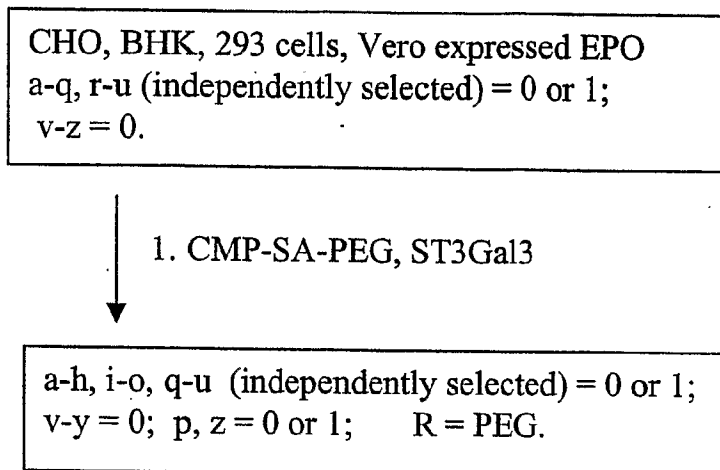 CHO, BHK, 293 cells, Vero expressed EPO
a-q, r-u (independently selected) = 0 or 1;
v-z = 0.
1. CMP-SA-PEG, ST3Gal3
a-h, i-o, q-u (independently selected) = 0 or 1;
v-y = 0; p, z = 0 or 1; R = PEG.